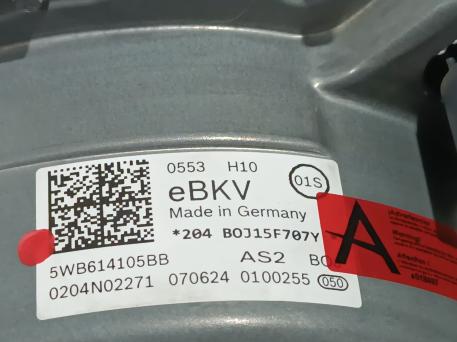 0553 H10
01S
eBKV
Made in Germany
*204 BOJ15F707Y
5WB614105BB
AS2
0204N02271 070624 0100255 050
A